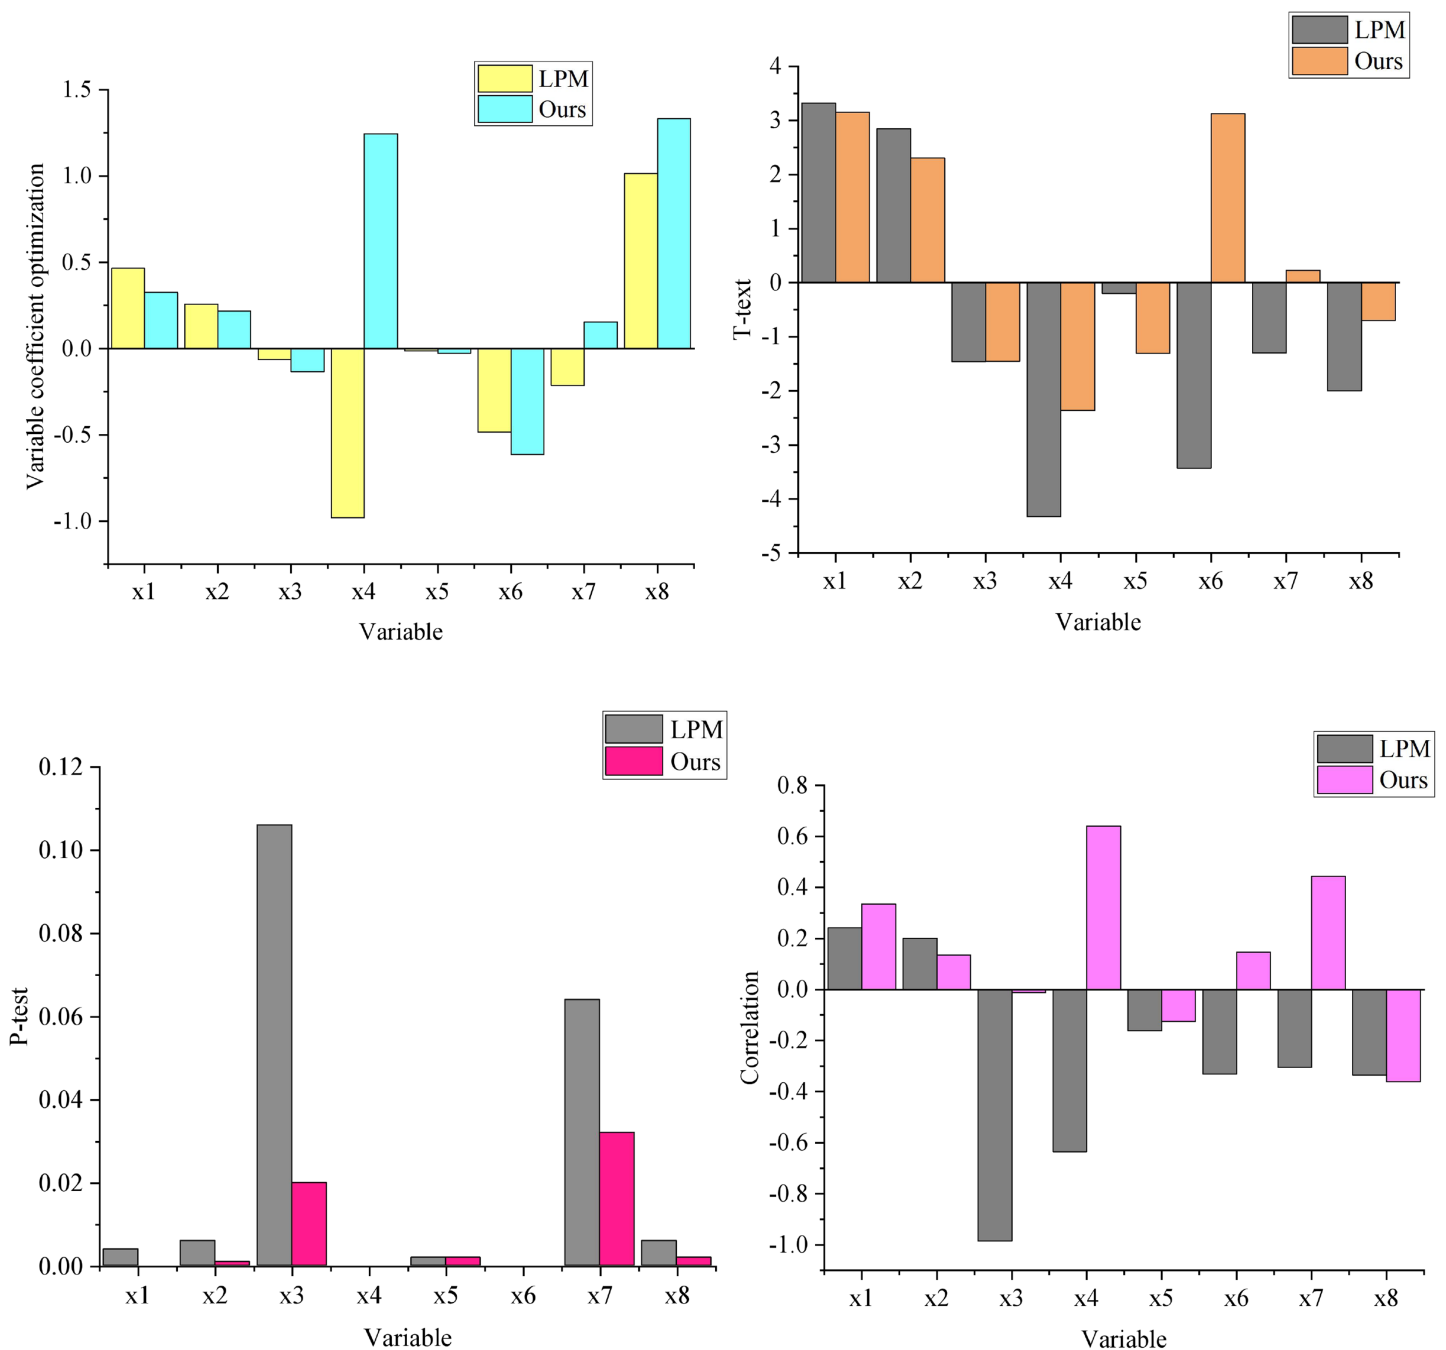 LPM
Ours
1.5
1.0
0.5
0.0
-0.5
-1.0
Variable coefficient optimization
x1 x2 x3 x4 x5 x6 x7 x8
Variable
LPM
Ours
4
3
2
1
0
-1
-2
-3
-4
-5
T-text
x1 x2 x3 x4 x5 x6 x7 x8
Variable
LPM
Ours
0.12
0.10
0.08
0.06
0.04
0.02
0.00
P-test
x1 x2 x3 x4 x5 x6 x7 x8
Variable
LPM
Ours
0.8
0.6
0.4
0.2
0.0
-0.2
-0.4
-0.6
-0.8
-1.0
Correlation
x1 x2 x3 x4 x5 x6 x7 x8
Variable